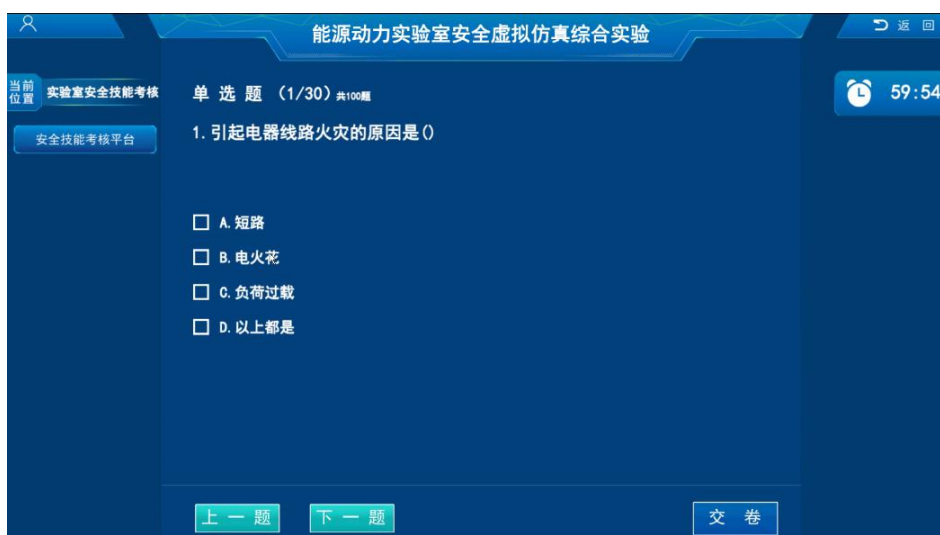 能源动力实验室安全虚拟仿真综合实验
返 回
当前位置
实验室安全技能考核
安全技能考核平台
单 选 题 （1/30）共100题
59:54
1.引起电器线路火灾的原因是()
A.短路
B.电火花
C.负荷过载
D.以上都是
上 一 题
下 一 题
交 卷